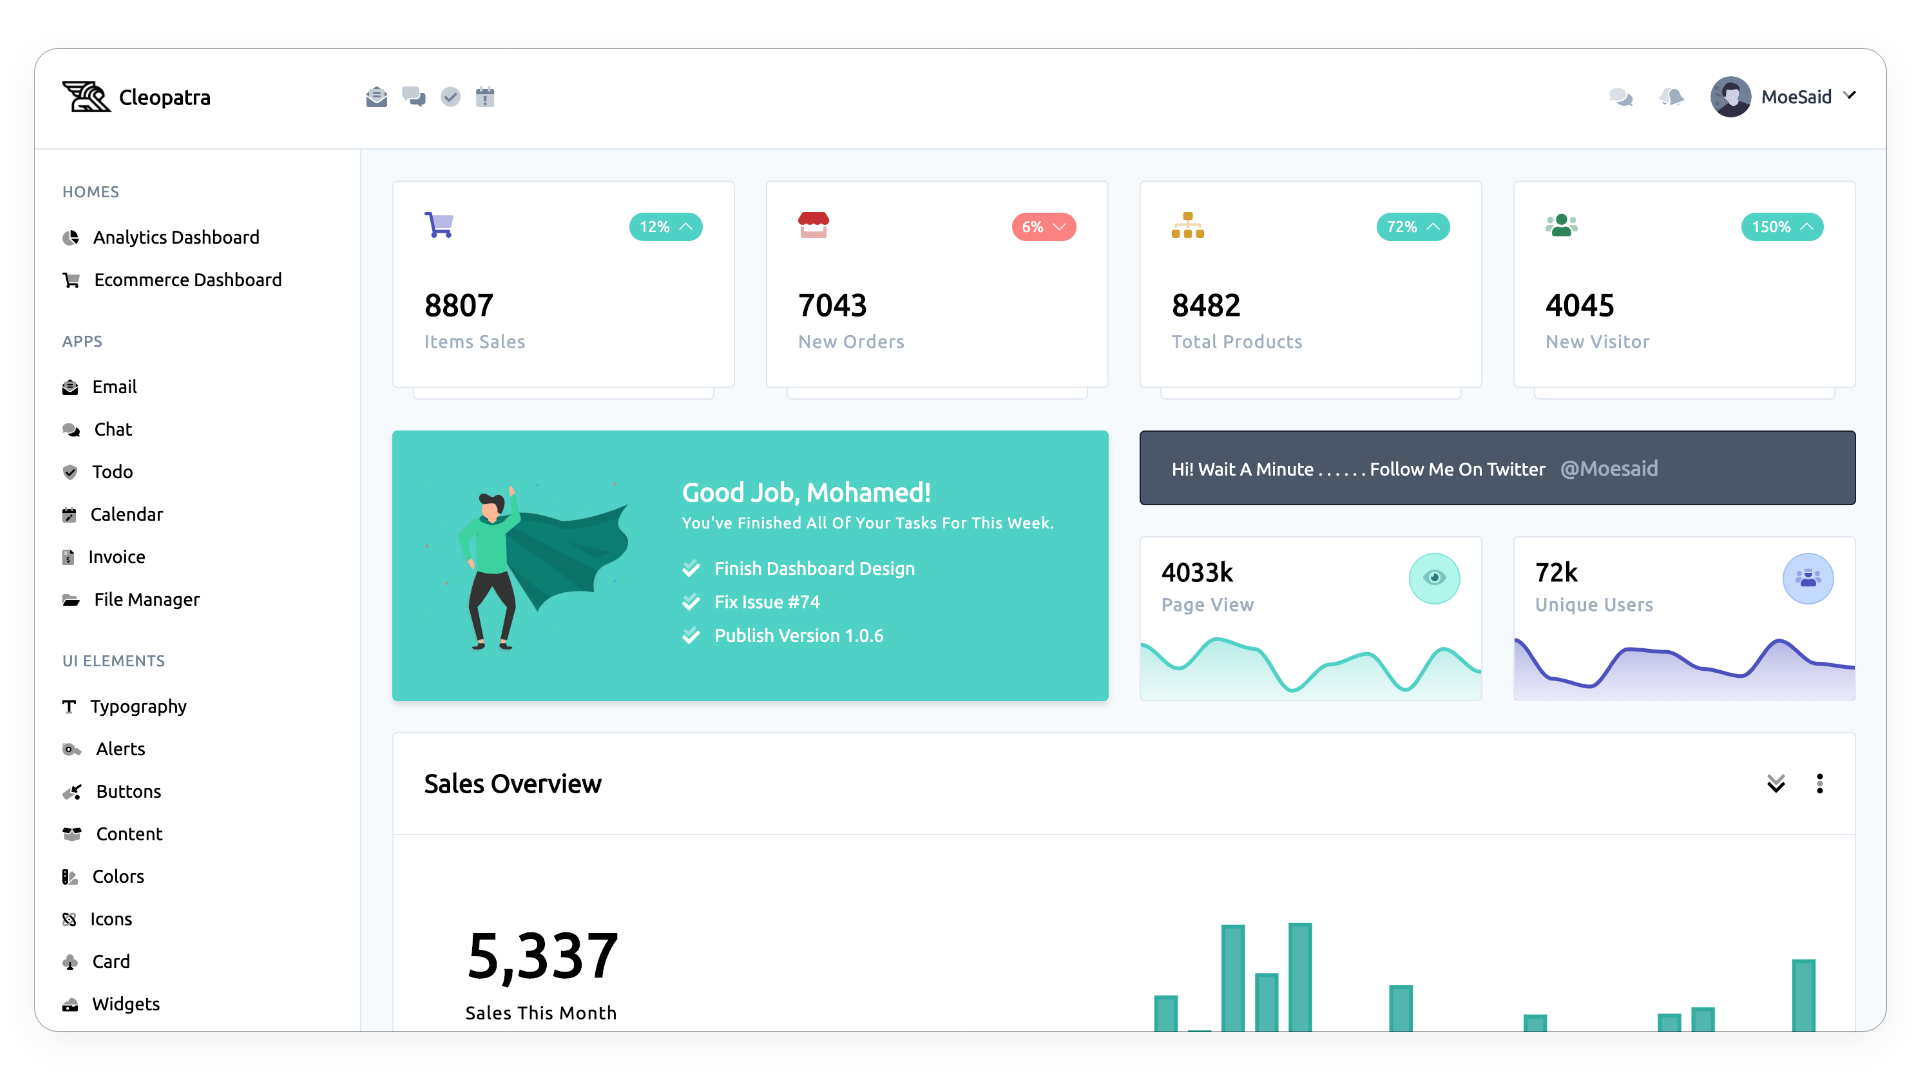 Cleopatra
MoeSaid
HOMES
Analytics Dashboard
Ecommerce Dashboard
APPS
Email
Chat
Todo
Calendar
Invoice
File Manager
UI ELEMENTS
Typography
Alerts
Buttons
Content
Colors
Icons
Card
Widgets
12%
8807
Items Sales
6%
7043
New Orders
72%
8482
Total Products
150%
4045
New Visitor
Good Job, Mohamed!
You've Finished All Of Your Tasks For This Week.
Finish Dashboard Design
Fix Issue #74
Publish Version 1.0.6
Hi! Wait A Minute . . . . . . Follow Me On Twitter @Moesaid
4033k
Page View
72k
Unique Users
Sales Overview
5,337
Sales This Month